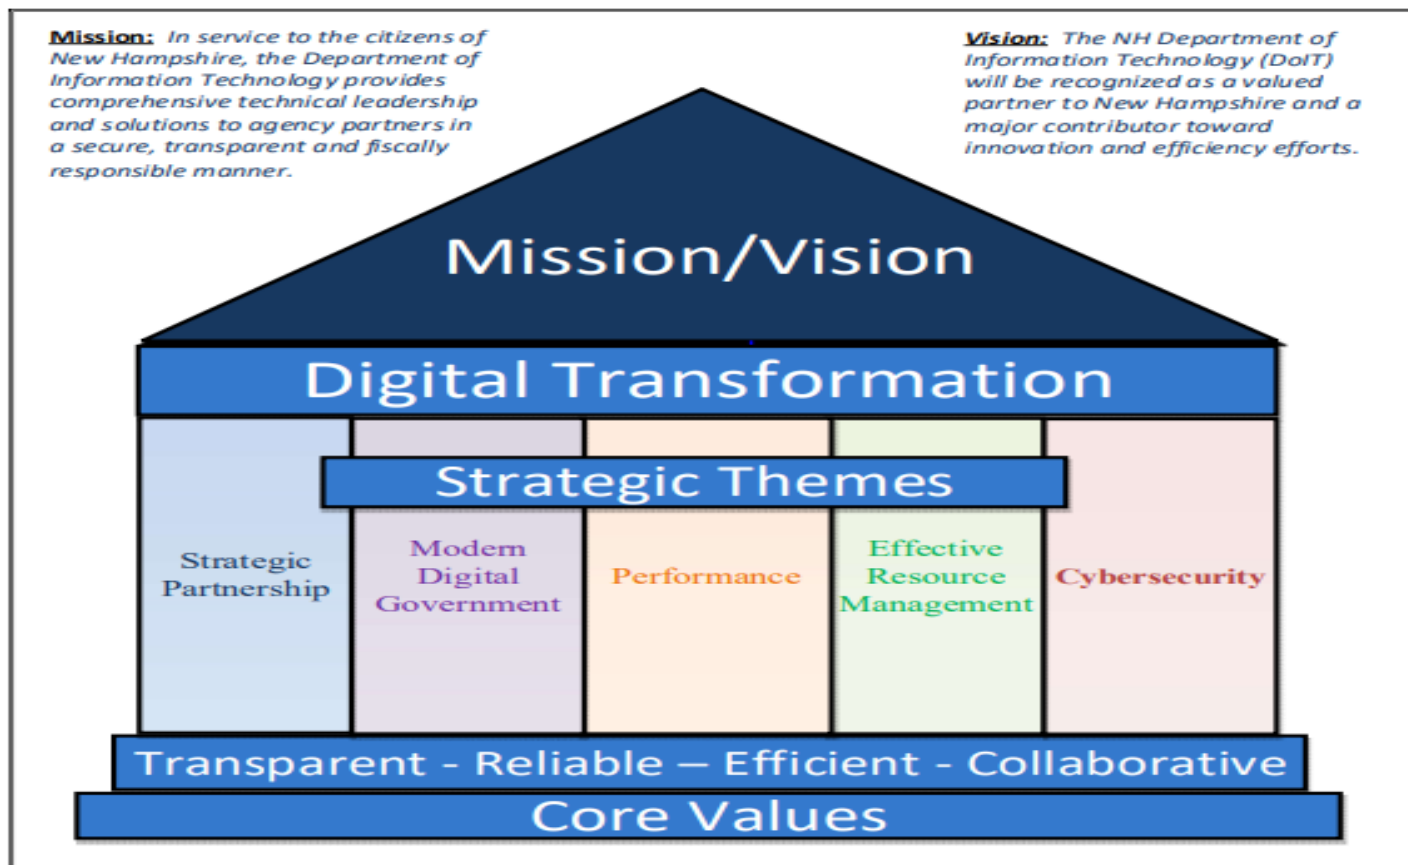 Mission: In service to the citizens of
New Hampshire, the Department of
Information Technology provides
comprehensive technical leadership
and solutions to agency partners in
a secure, transparent and fiscally
responsible manner.
Vision: The NH Department of
Information Technology (DoIT)
will be recognized as a valued
partner to New Hampshire and a
major contributor toward
innovation and efficiency efforts.
Mission/Vision
Digital Transformation
Strategic Themes
Strategic
Partnership
Modern
Digital
Government
Performance
Effective
Resource
Management
Cybersecurity
Transparent - Reliable – Efficient - Collaborative
Core Values